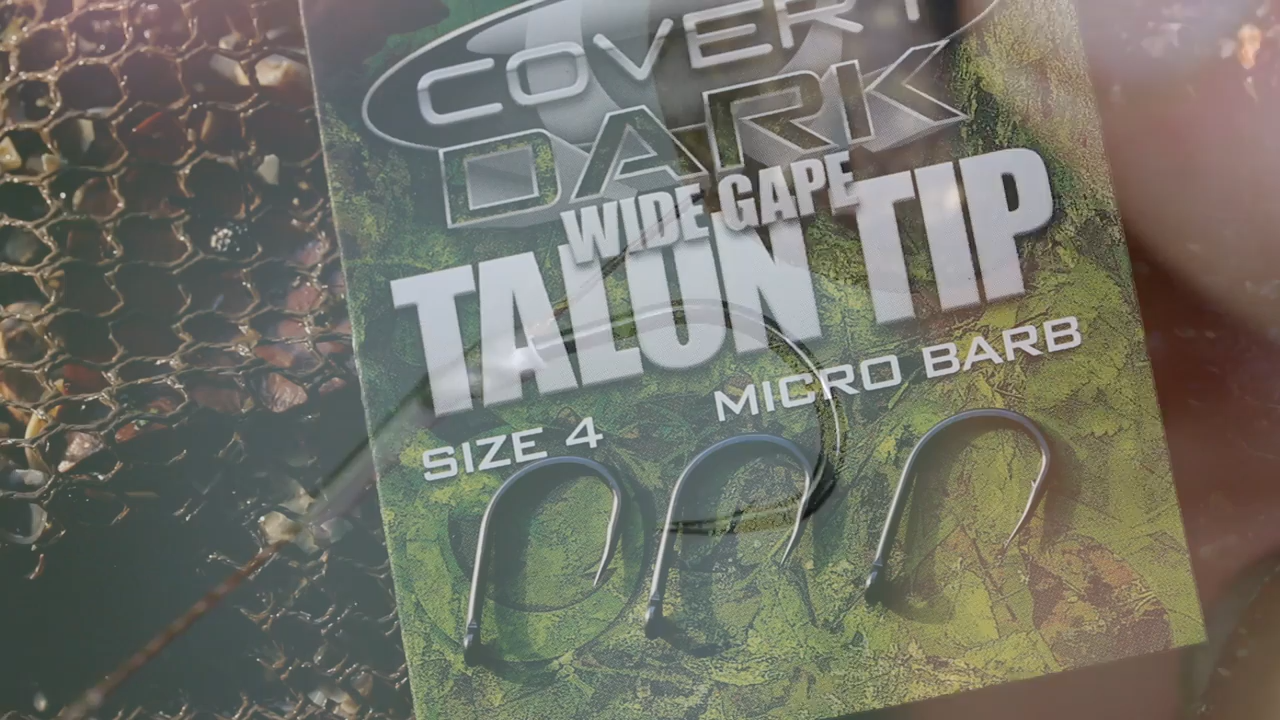 COVERT
DARK
WIDE GAPE
TALON TIP
SIZE 4
MICRO BARB